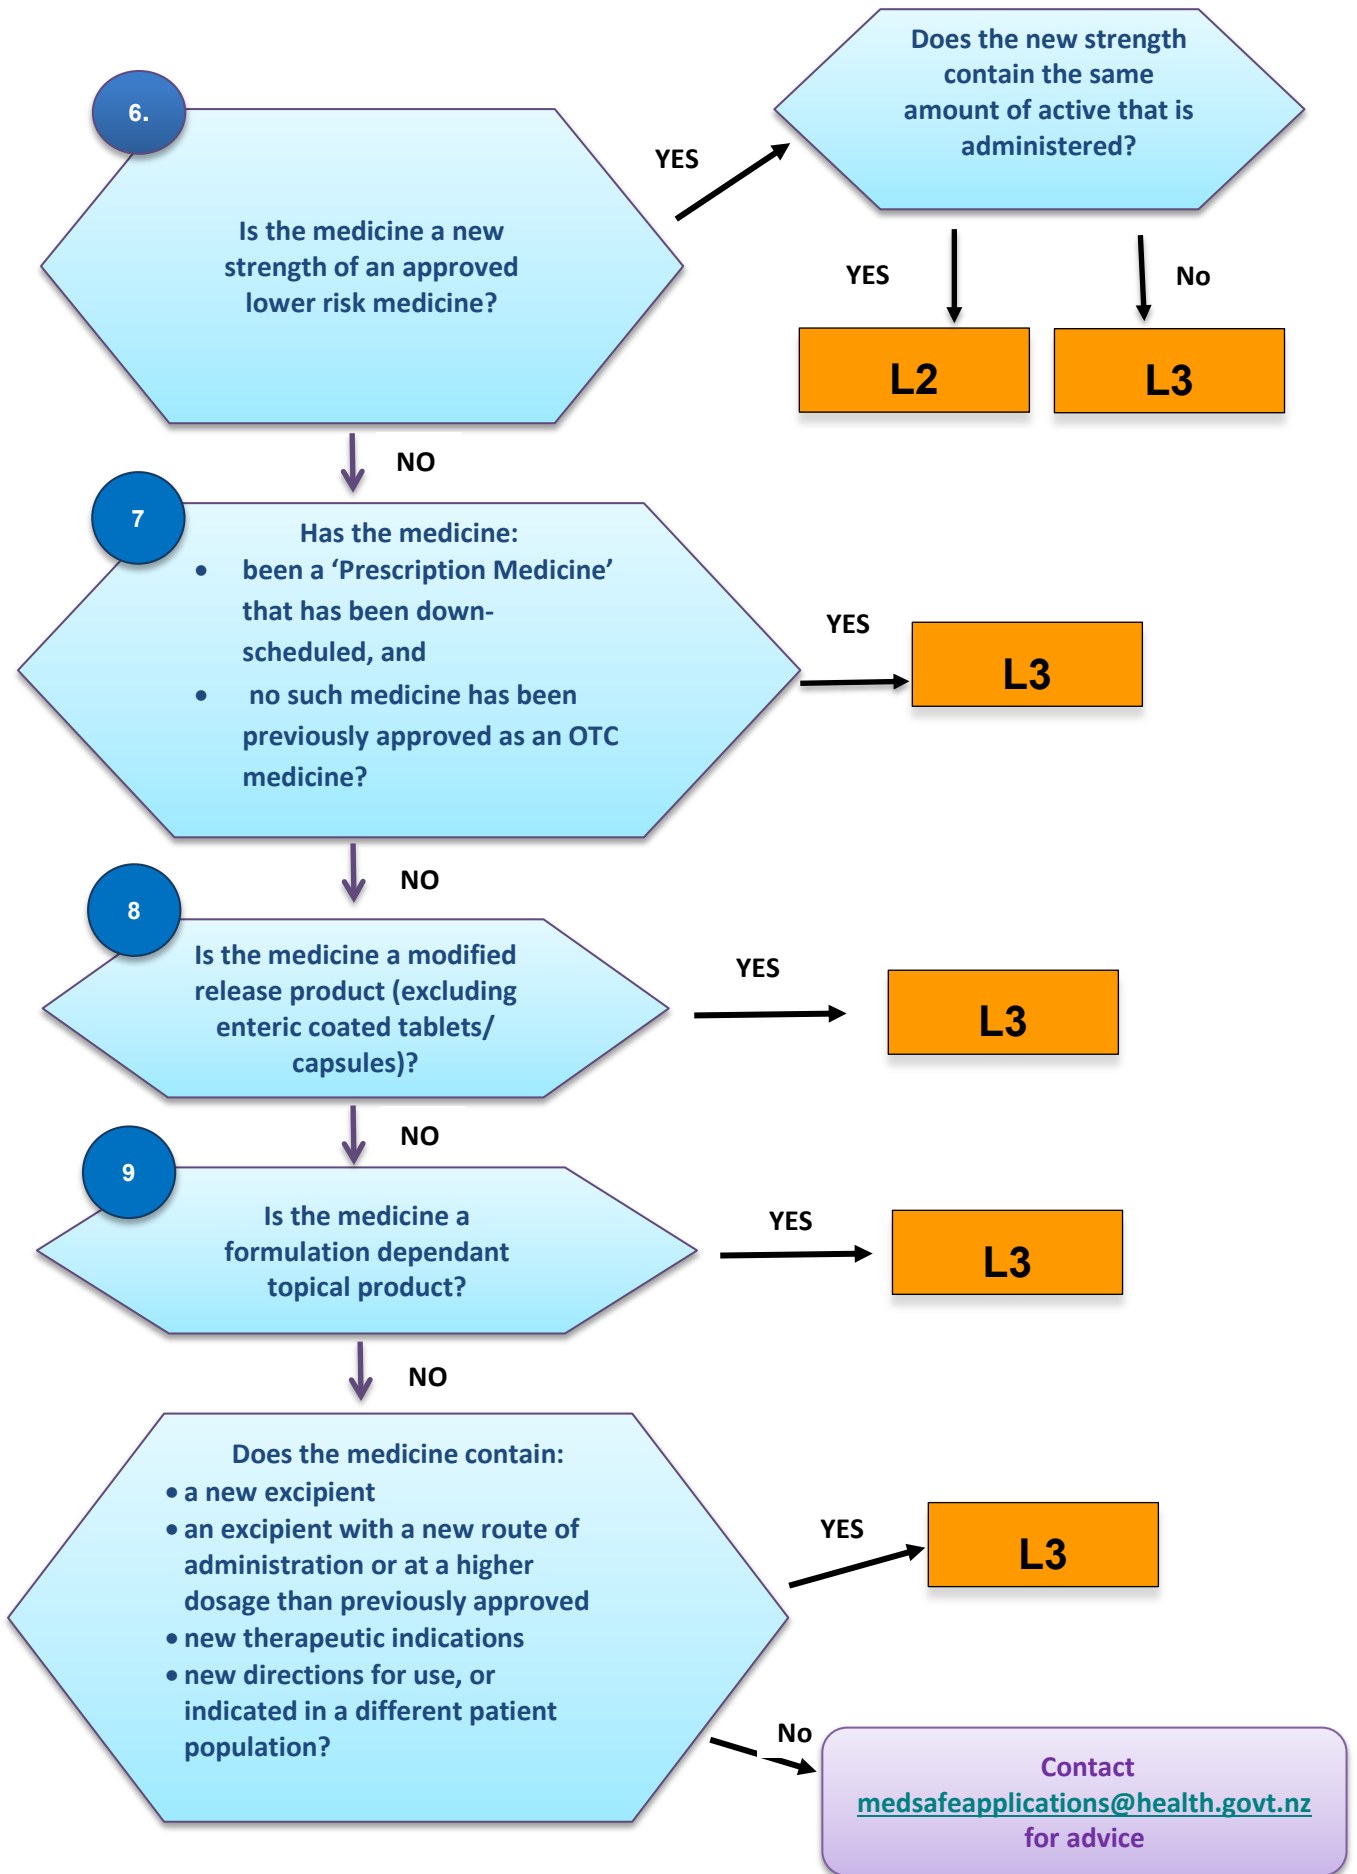 6.
Is the medicine a new
strength of an approved
lower risk medicine?
YES
Does the new strength
contain the same
amount of active that is
administered?
YES
No
L2
L3
NO
7
Has the medicine:
• been a ‘Prescription Medicine’
that has been down-
scheduled, and
• no such medicine has been
previously approved as an OTC
medicine?
YES
L3
NO
8
Is the medicine a modified
release product (excluding
enteric coated tablets/
capsules)?
YES
L3
NO
9
Is the medicine a
formulation dependant
topical product?
YES
L3
NO
Does the medicine contain:
• a new excipient
• an excipient with a new route of
administration or at a higher
dosage than previously approved
• new therapeutic indications
• new directions for use, or
indicated in a different patient
population?
YES
L3
No
Contact
medsafeapplications@health.govt.nz
for advice